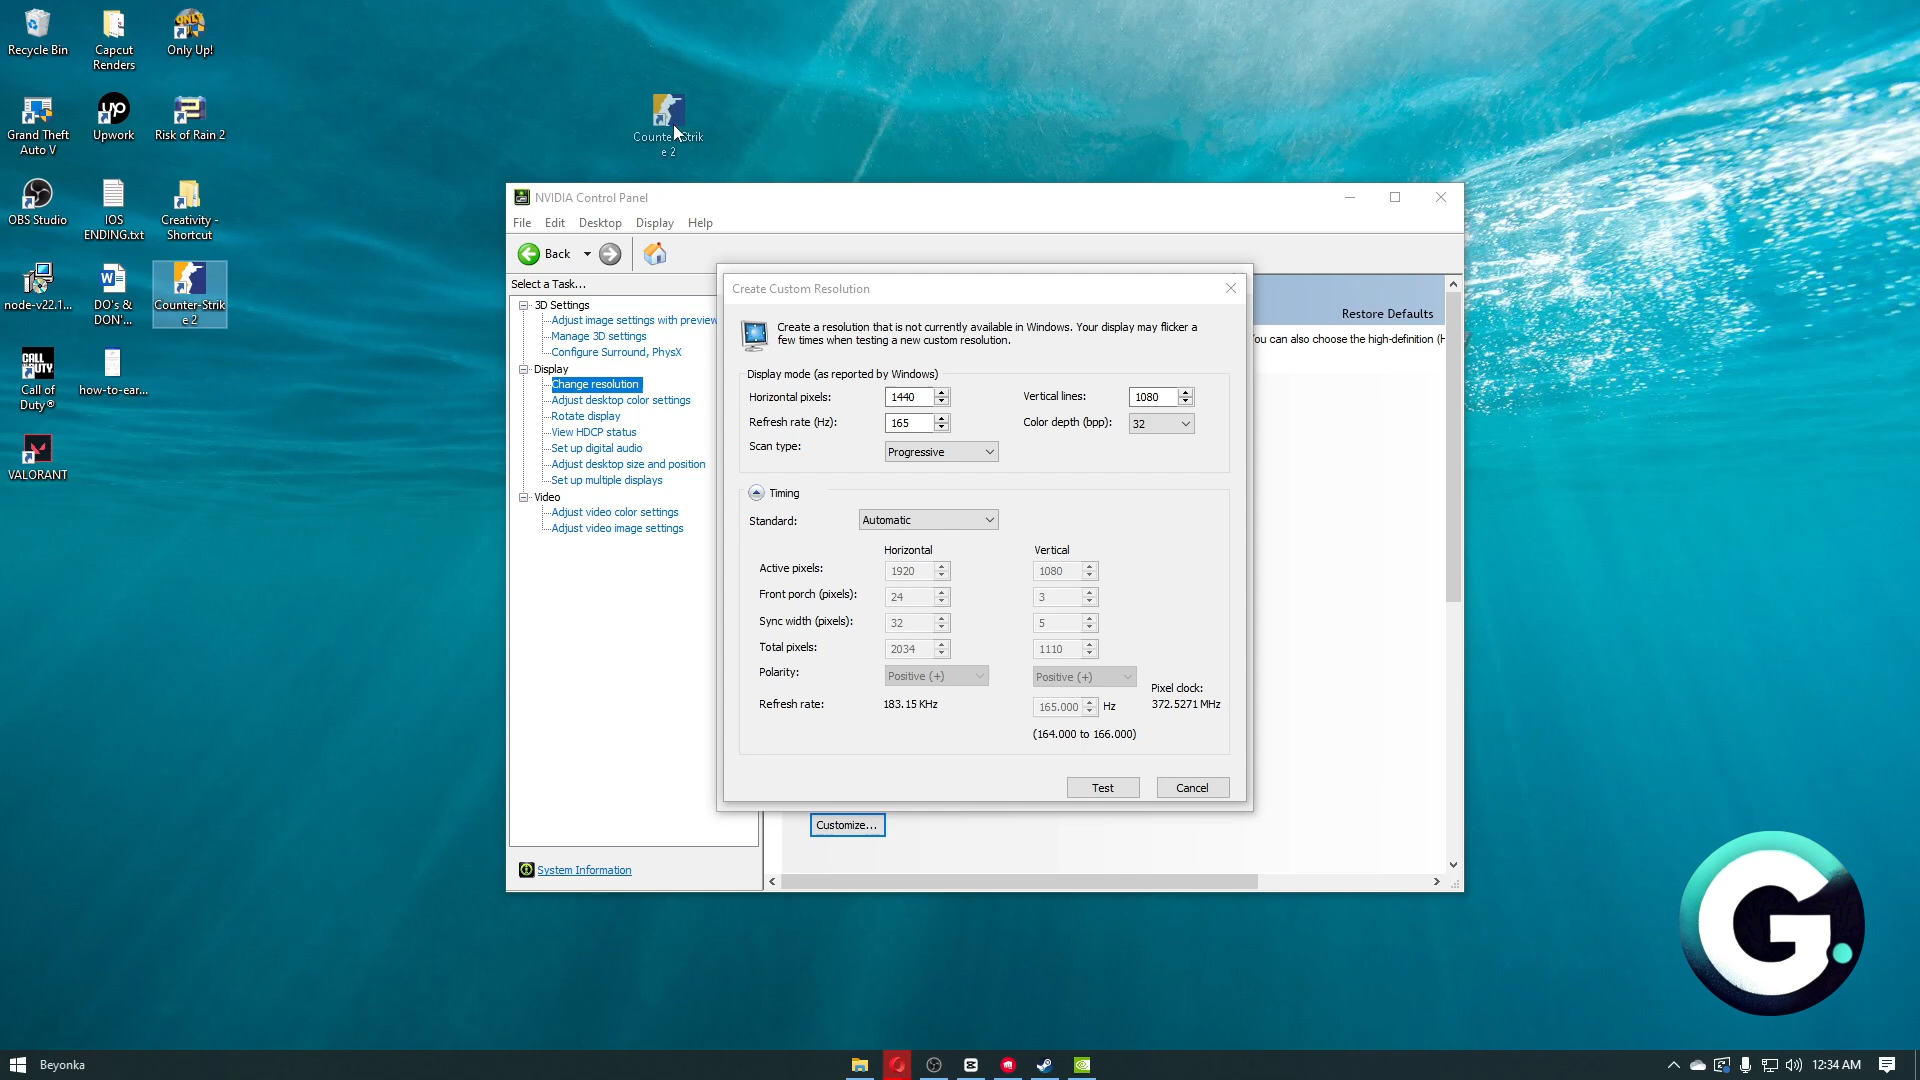 Recycle Bin
Capcut
Renders
Only Up!
Grand Theft
Auto V
up
Upwork
Risk of Rain 2
OBS Studio
IOS
ENDING.txt
Creativity -
Shortcut
node-v22.1...
DO's &
DON'...
Counter-Strik
e 2
CALL OF
DUTY
Call of
Duty®
how-to-ear...
VALORANT
Counter-Strik
e 2
NVIDIA Control Panel
File Edit Desktop Display Help
Back
Select a Task...
3D Settings
Adjust image settings with preview
Manage 3D settings
Configure Surround, PhysX
Display
Change resolution
Adjust desktop color settings
Rotate display
View HDCP status
Set up digital audio
Adjust desktop size and position
Set up multiple displays
Video
Adjust video color settings
Adjust video image settings
System Information
Restore Defaults
ou can also choose the high-definition (H
Create Custom Resolution
Create a resolution that is not currently available in Windows. Your display may flicker a
few times when testing a new custom resolution.
Display mode (as reported by Windows)
Horizontal pixels: 1440 Vertical lines: 1080
Refresh rate (Hz): 165 Color depth (bpp): 32
Scan type: Progressive
Timing
Standard: Automatic
Horizontal Vertical
Active pixels: 1920 1080
Front porch (pixels): 24 3
Sync width (pixels): 32 5
Total pixels: 2034 1110
Polarity: Positive (+) Positive (+)
Pixel clock:
Refresh rate: 183.15 KHz 165.000 Hz 372.5271 MHz
(164.000 to 166.000)
Test Cancel
Customize...
G
Beyonka
12:34 AM